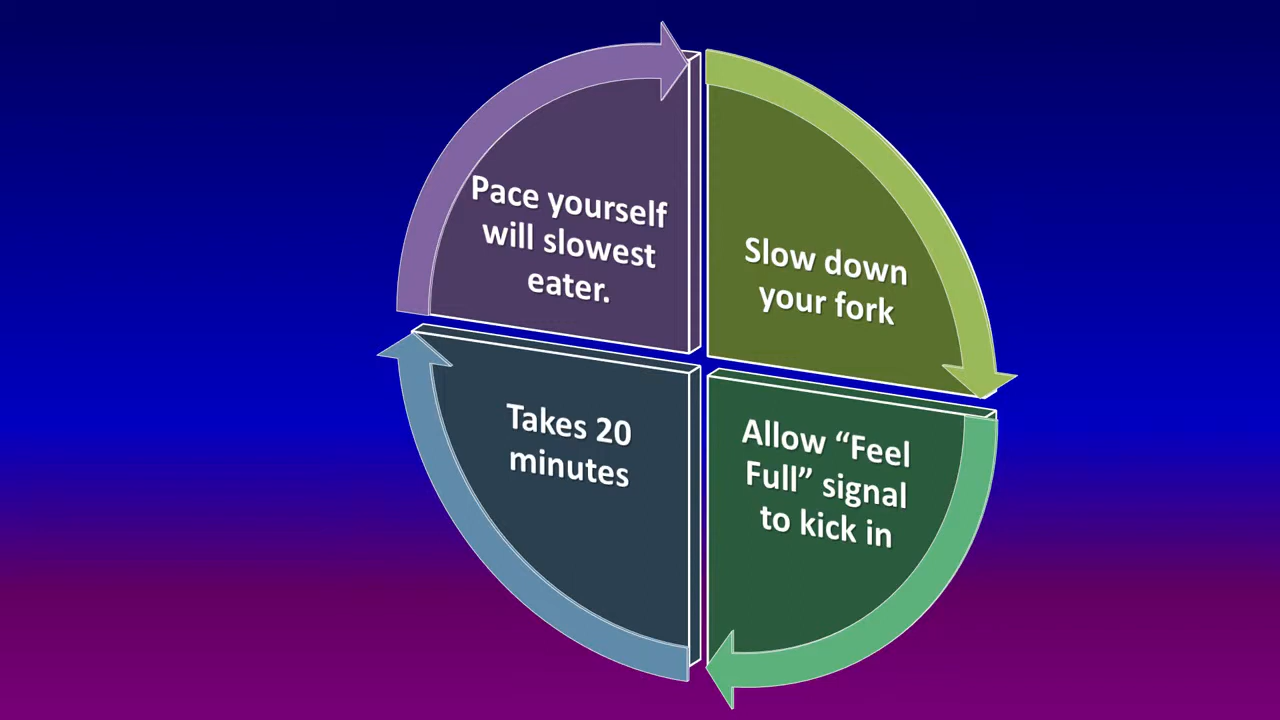 Pace yourself
will slowest
eater.
Slow down
your fork
Takes 20
minutes
Allow “Feel
Full” signal
to kick in